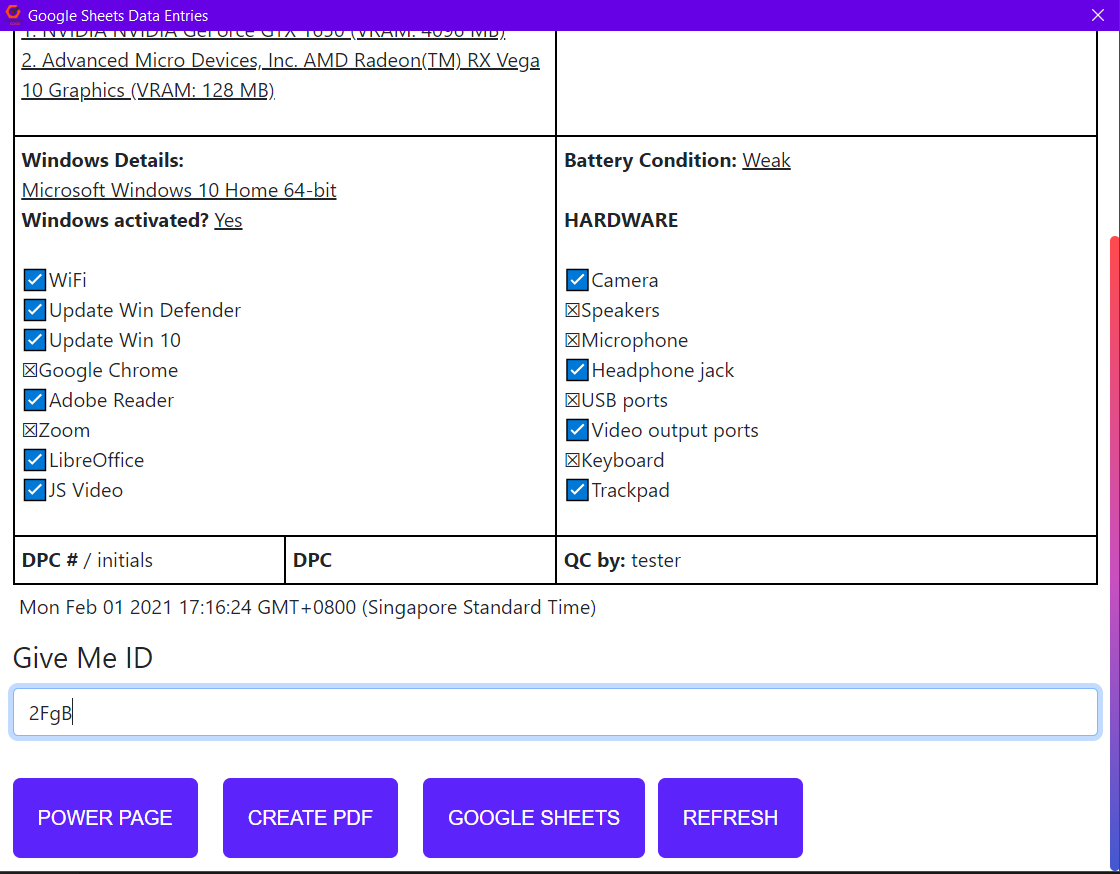 Google Sheets Data Entries
1. NVIDIA NVIDIA GeForce GTX 1650 (VRAM: 4096 MB)
2. Advanced Micro Devices, Inc. AMD Radeon(TM) RX Vega
10 Graphics (VRAM: 128 MB)
Windows Details:
Microsoft Windows 10 Home 64-bit
Windows activated? Yes
WiFi
Update Win Defender
Update Win 10
Google Chrome
Adobe Reader
Zoom
LibreOffice
JS Video
Battery Condition: Weak
HARDWARE
Camera
Speakers
Microphone
Headphone jack
USB ports
Video output ports
Keyboard
Trackpad
DPC # / initials
DPC
QC by: tester
Mon Feb 01 2021 17:16:24 GMT+0800 (Singapore Standard Time)
Give Me ID
2FgB
POWER PAGE
CREATE PDF
GOOGLE SHEETS
REFRESH